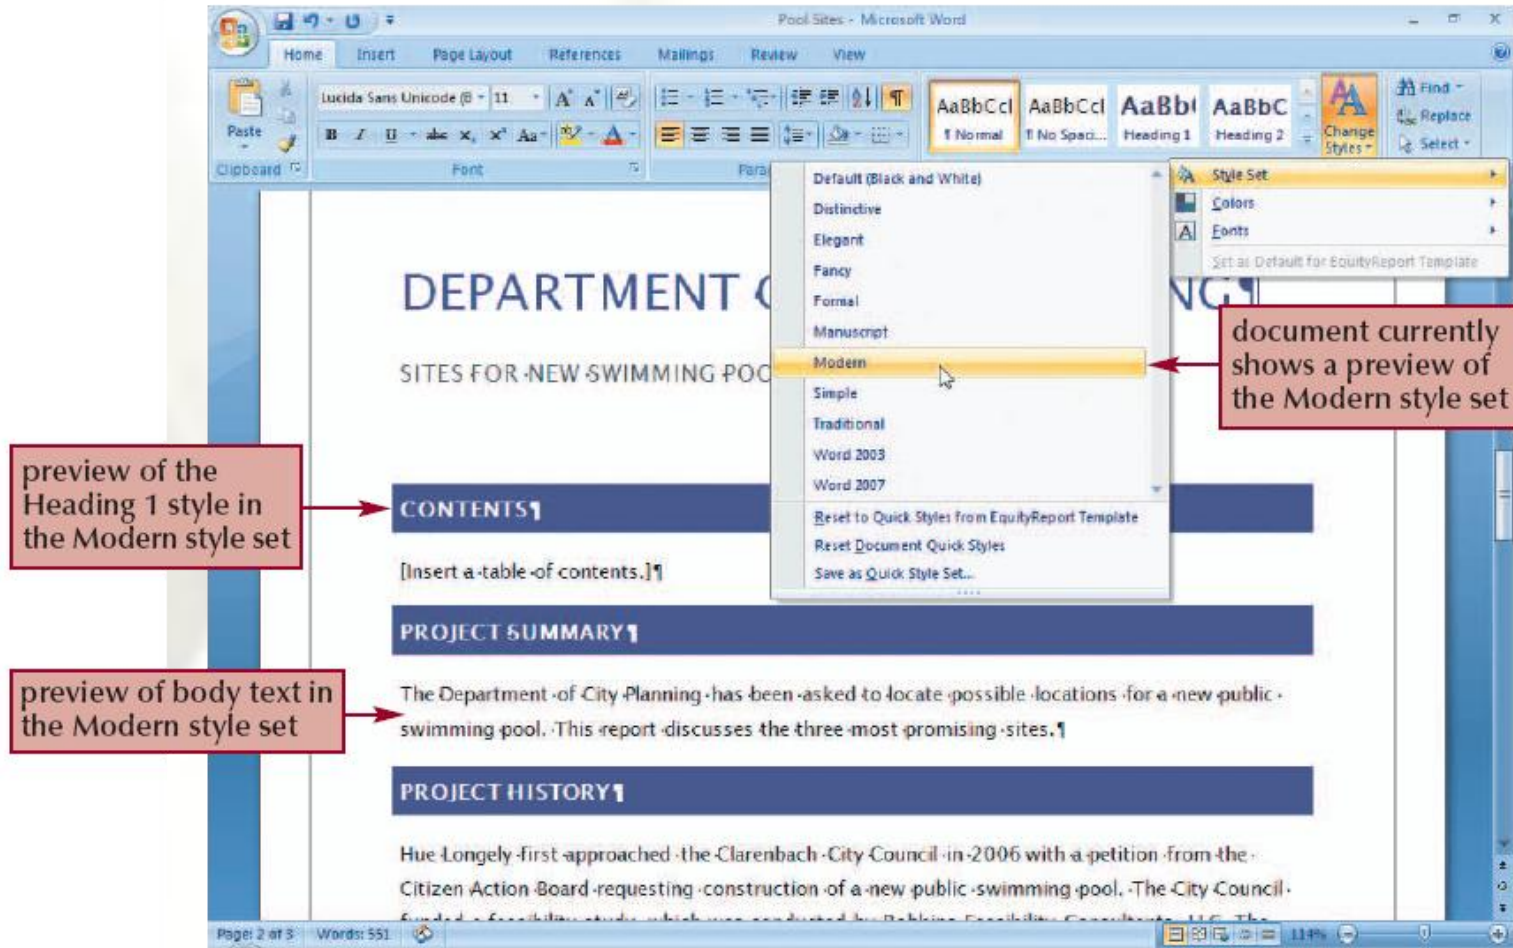 Pool Sites - Microsoft Word
Home Insert Page Layout References Mailings Review View
Paste
Clipboard
Lucida Sans Unicode (B 11
Font
AaBbCcI AaBbCcI AaBb( AaBbC
¶ Normal ¶ No Spaci... Heading 1 Heading 2
Change
Styles
Find
Replace
Select
Style Set
Colors
Fonts
Set as Default for EquityReport Template
Default (Black and White)
Distinctive
Elegant
Fancy
Formal
Manuscript
Modern
Simple
Traditional
Word 2003
Word 2007
Reset to Quick Styles from EquityReport Template
Reset Document Quick Styles
Save as Quick Style Set...
document currently
shows a preview of
the Modern style set
DEPARTMENT
SITES FOR NEW SWIMMING
preview of the
Heading 1 style in
the Modern style set
CONTENTS¶
[Insert a table of contents.]¶
PROJECT SUMMARY¶
preview of body text in
the Modern style set
The Department of City Planning has been asked to locate possible locations for a new public
swimming pool. This report discusses the three most promising sites.¶
PROJECT HISTORY¶
Hue Longely first approached the Clarenbach City Council in 2006 with a petition from the
Citizen Action Board requesting construction of a new public swimming pool. The City Council
Page: 2 of 3 Words: 551 114%